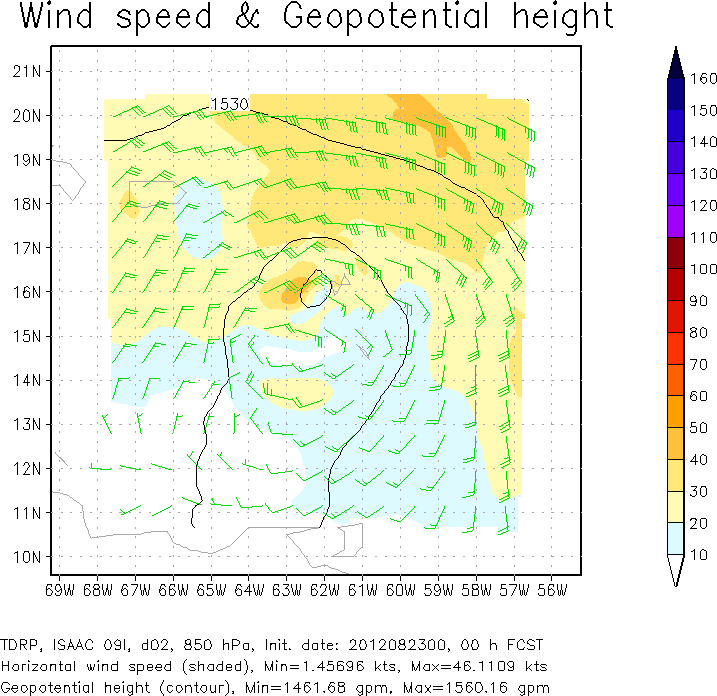 Wind speed & Geopotential height
21N
20N
19N
18N
17N
16N
15N
14N
13N
12N
11N
10N
1530
69W 68W 67W 66W 65W 64W 63W 62W 61W 60W 59W 58W 57W 56W
160
150
140
130
120
110
100
90
80
70
60
50
40
30
20
10
TDRP, ISAAC 09l, d02, 850 hPa, Init. date: 2012082300, 00 h FCST
Horizontal wind speed (shaded), Min=1.45696 kts, Max=46.1109 kts
Geopotential height (contour), Min=1461.68 gpm, Max=1560.16 gpm